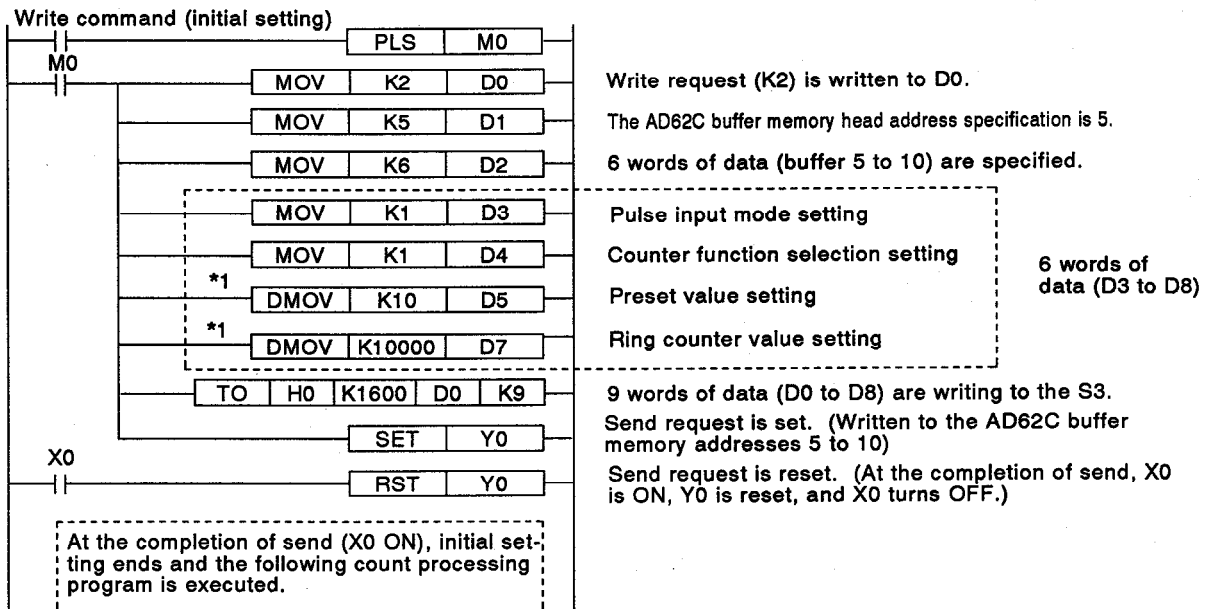 Write command (initial setting)
PLS M0
M0
MOV K2 D0 Write request (K2) is written to D0.
MOV K5 D1 The AD62C buffer memory head address specification is 5.
MOV K6 D2 6 words of data (buffer 5 to 10) are specified.
MOV K1 D3 Pulse input mode setting
MOV K1 D4 Counter function selection setting
*1 DMOV K10 D5 Preset value setting
*1 DMOV K10000 D7 Ring counter value setting
6 words of
data (D3 to D8)
TO H0 K1600 D0 K9 9 words of data (D0 to D8) are writing to the S3.
SET Y0 Send request is set. (Written to the AD62C buffer
memory addresses 5 to 10)
X0
RST Y0 Send request is reset. (At the completion of send, X0
is ON, Y0 is reset, and X0 turns OFF.)
At the completion of send (X0 ON), initial set-
ting ends and the following count processing
program is executed.